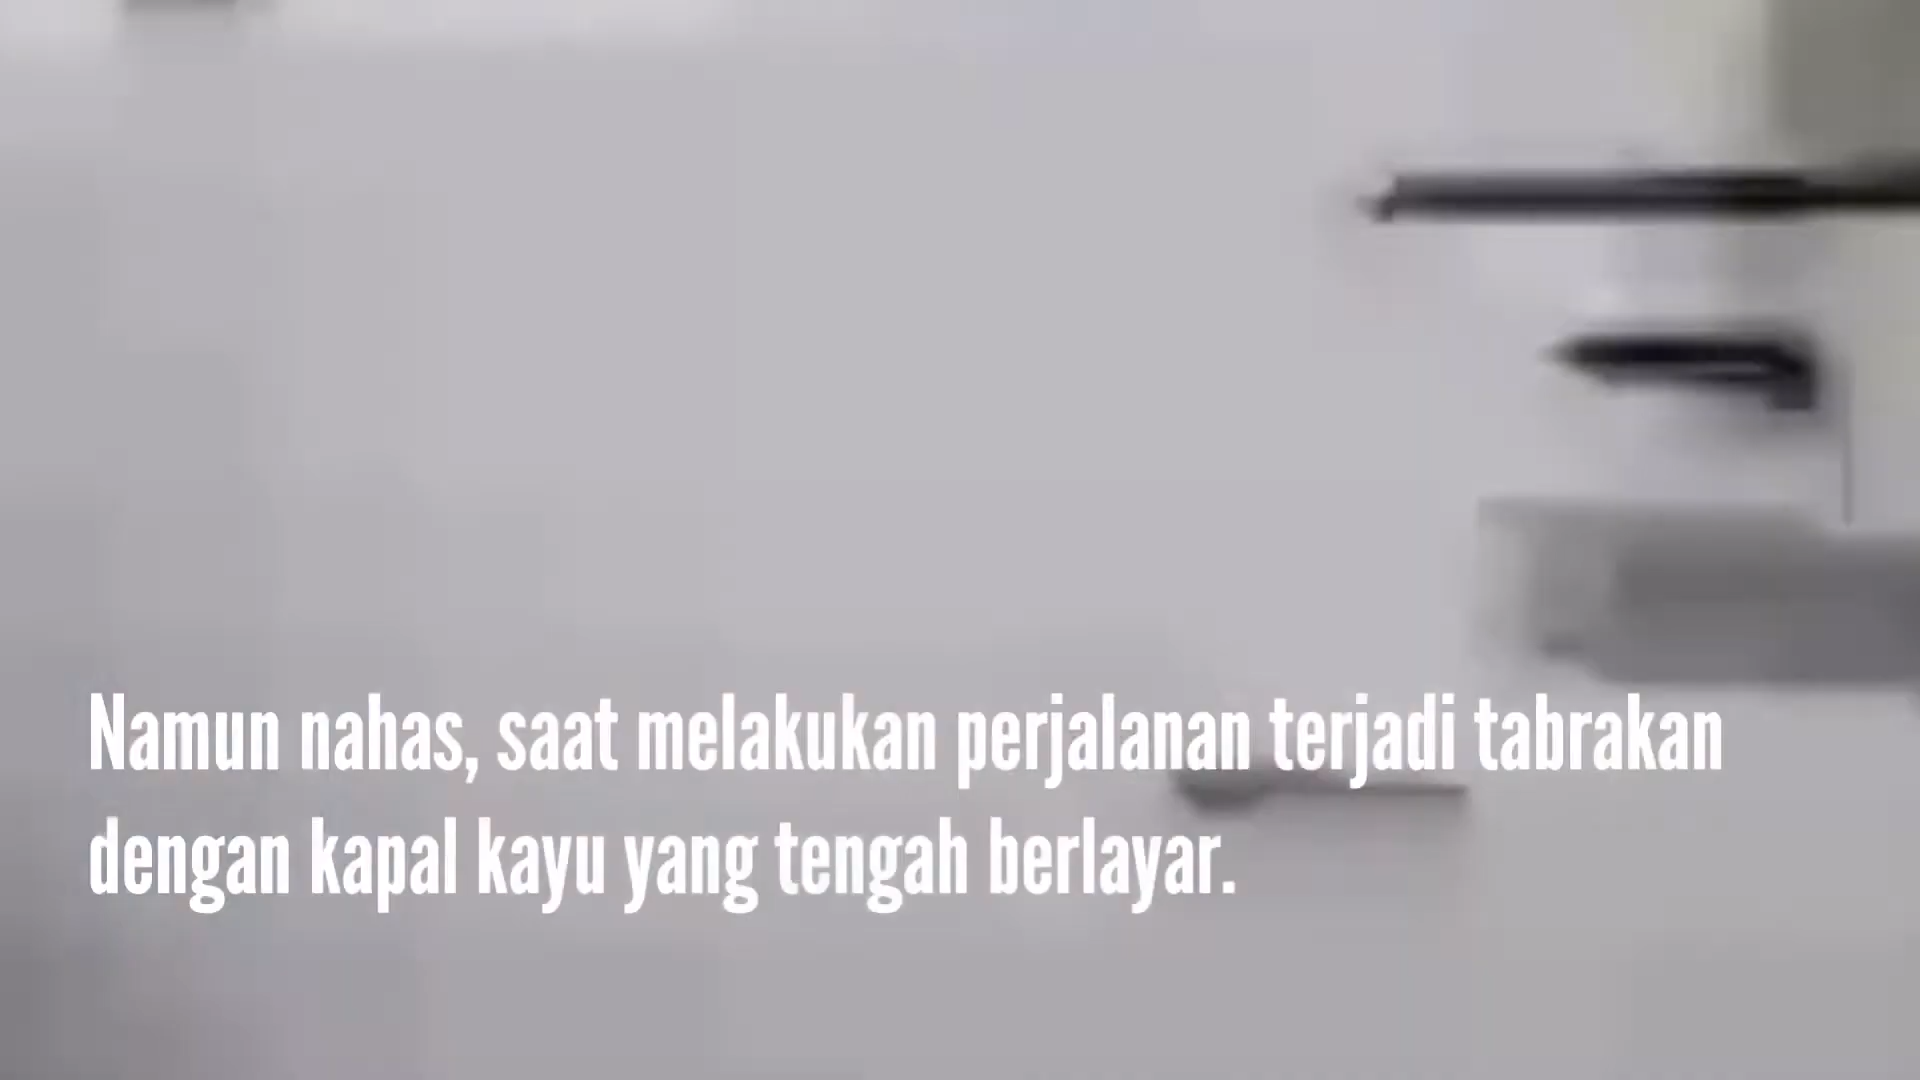 Namun nahas, saat melakukan perjalanan terjadi tabrakan
dengan kapal kayu yang tengah berlayar.